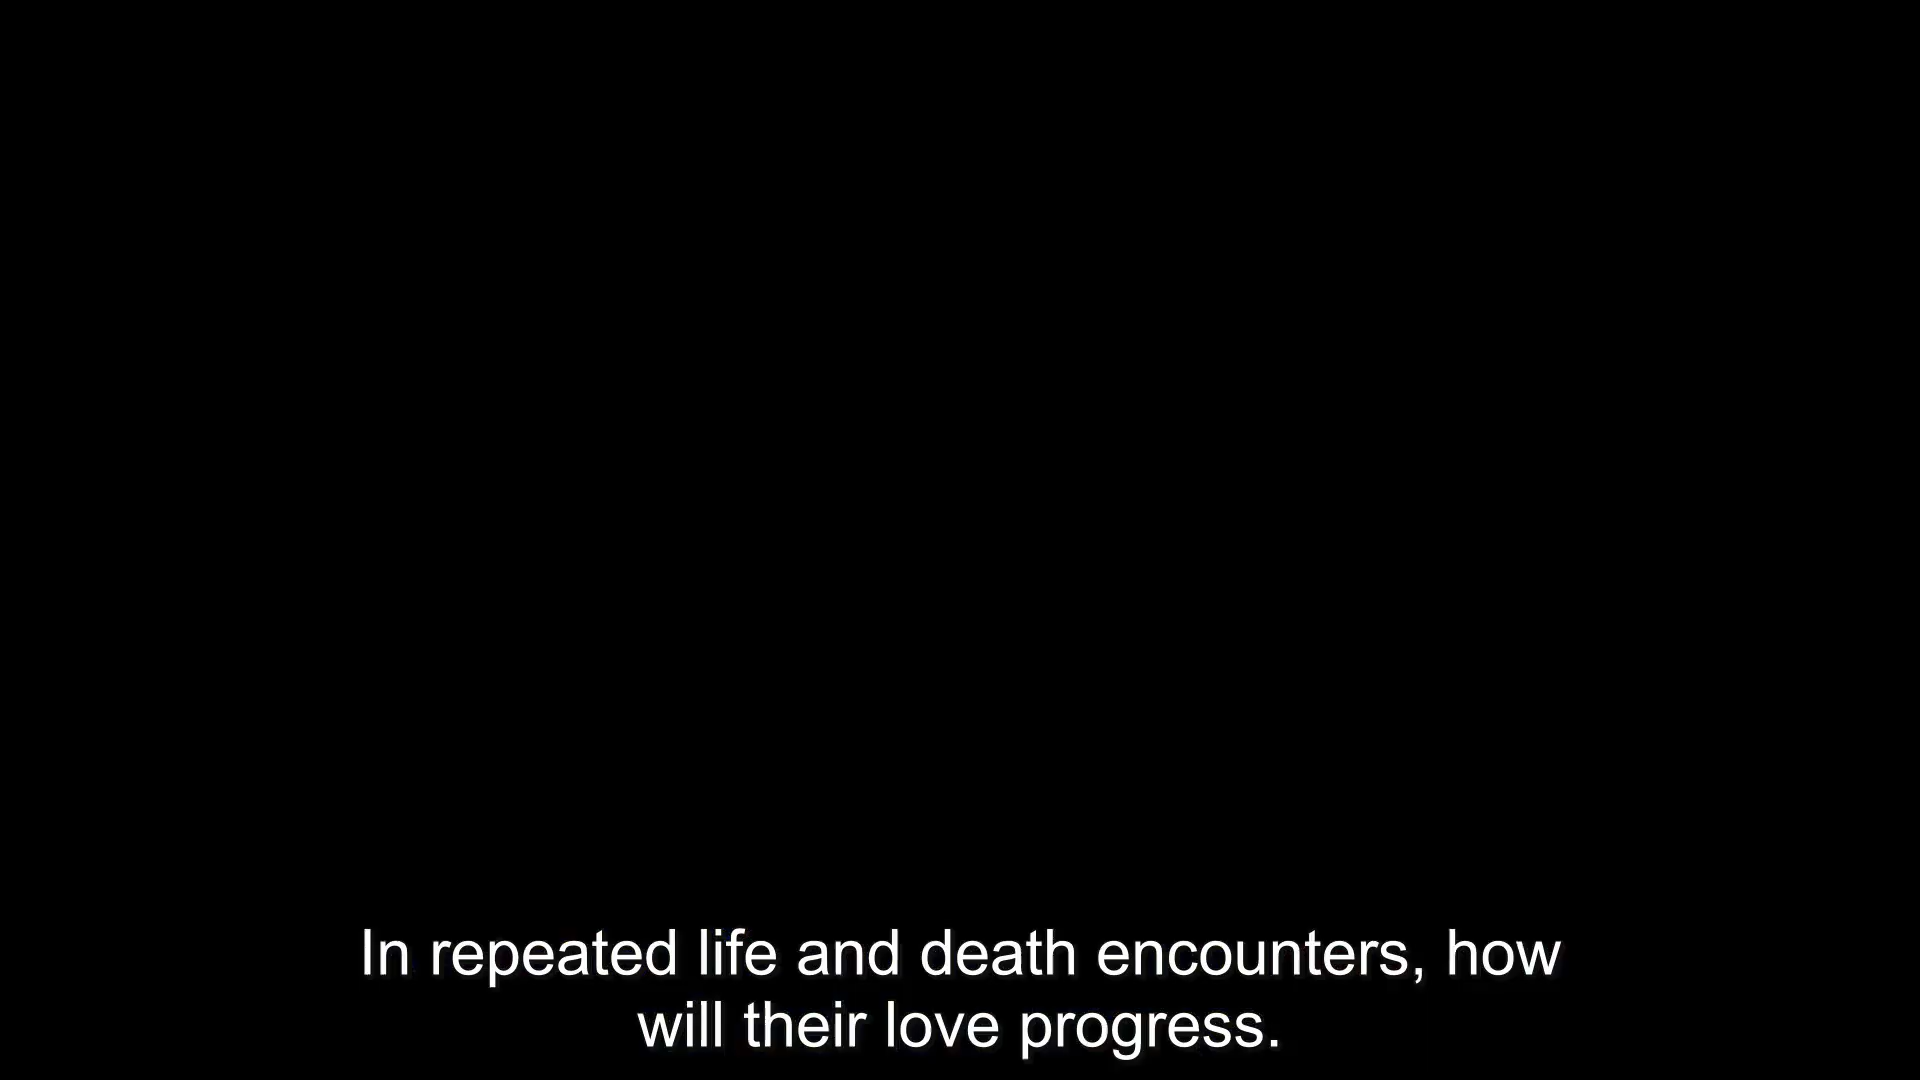 In repeated life and death encounters, how
will their love progress.